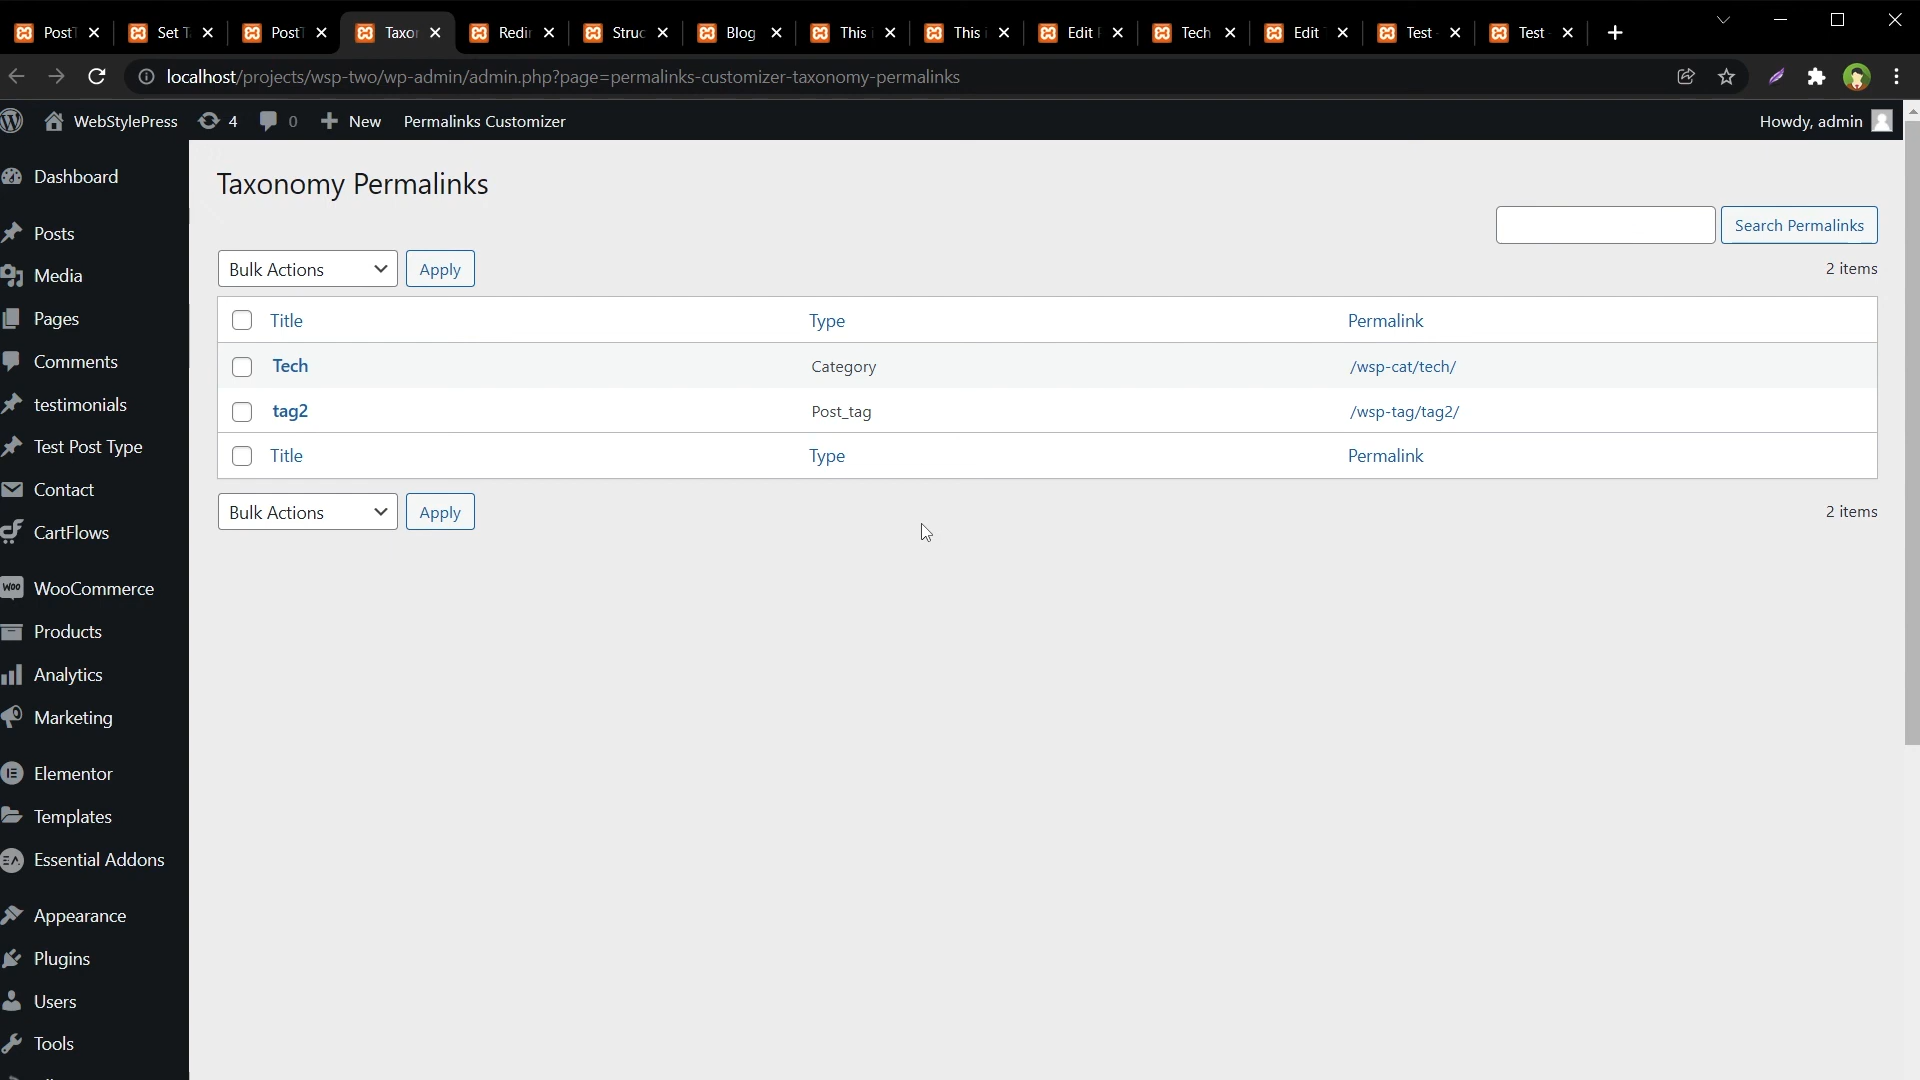 PostT
Set T
PostT
Taxor
Redir
Struc
Blog
This i
This i
Edit
Tech
Edit
Test
Test
localhost/projects/wsp-two/wp-admin/admin.php?page=permalinks-customizer-taxonomy-permalinks
WebStylePress
4
0
New
Permalinks Customizer
Howdy, admin
Dashboard
Posts
Media
Pages
Comments
testimonials
Test Post Type
Contact
CartFlows
WooCommerce
Products
Analytics
Marketing
Elementor
Templates
Essential Addons
Appearance
Plugins
Users
Tools
Taxonomy Permalinks
Search Permalinks
Bulk Actions
Apply
2 items
Title Type Permalink
Tech Category /wsp-cat/tech/
tag2 Post_tag /wsp-tag/tag2/
Title Type Permalink
Bulk Actions
Apply
2 items